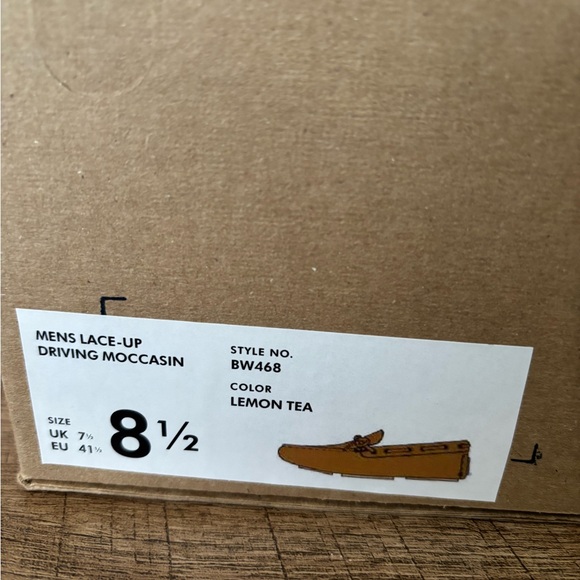 MENS LACE-UP
DRIVING MOCCASIN
STYLE NO.
BW468
COLOR
LEMON TEA
SIZE
UK 7½
EU 41½
8½